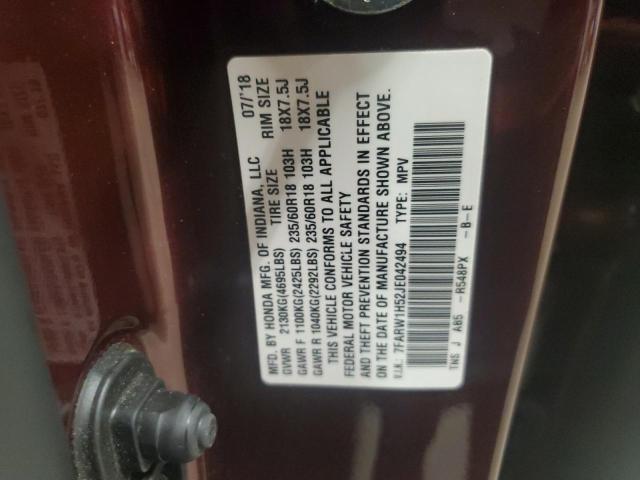 MFD. BY HONDA MFG. OF INDIANA, LLC 07/'18
GVWR 2130KG(4695LBS) TIRE SIZE RIM SIZE
GAWR F 1100KG(2425LBS) 235/60R18 103H 18X7.5J
GAWR R 1040KG(2292LBS) 235/60R18 103H 18X7.5J
THIS VEHICLE CONFORMS TO ALL APPLICABLE
FEDERAL MOTOR VEHICLE SAFETY
AND THEFT PREVENTION STANDARDS IN EFFECT
ON THE DATE OF MANUFACTURE SHOWN ABOVE.
V.I.N.: 7FARW1H52JE042494 TYPE: MPV
TNS J A85 -R548PX -B-E